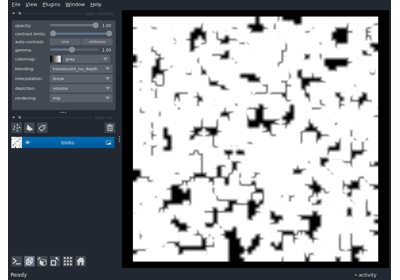 File View Plugins Window Help
opacity: 1.00
contrast limits:
auto-contrast: once continuous
gamma: 1.00
colormap: gray
blending: translucent_no_depth
interpolation: linear
depiction: volume
rendering: mip
blobs
Ready
activity